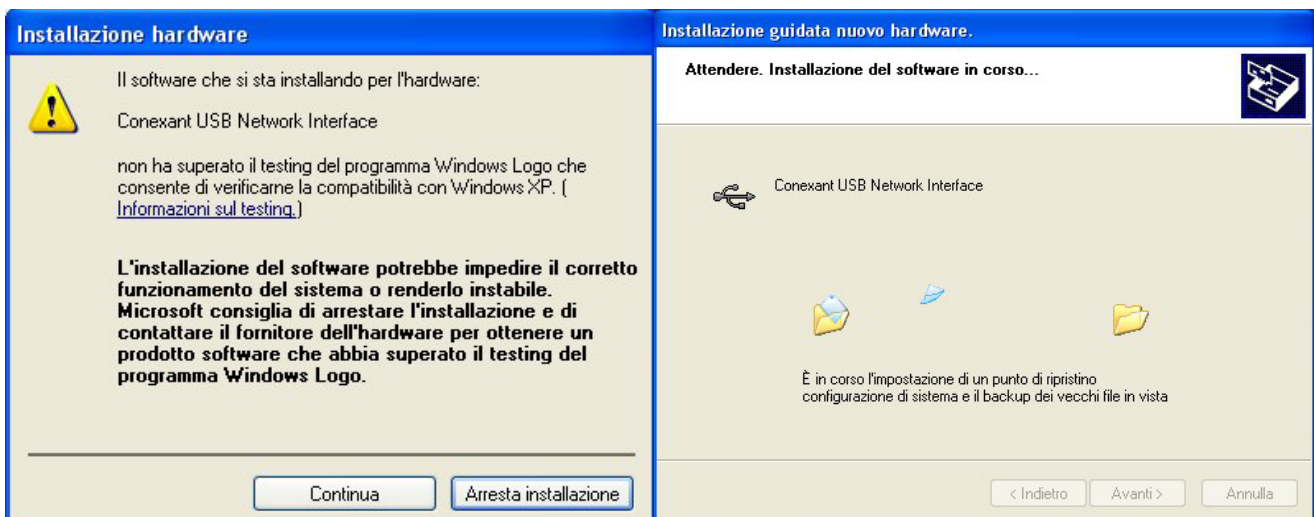 Installazione hardware
Il software che si sta installando per l'hardware:
Conexant USB Network Interface
non ha superato il testing del programma Windows Logo che
consente di verificarne la compatibilità con Windows XP. (
Informazioni sul testing.)
L'installazione del software potrebbe impedire il corretto
funzionamento del sistema o renderlo instabile.
Microsoft consiglia di arrestare l'installazione e di
contattare il fornitore dell'hardware per ottenere un
prodotto software che abbia superato il testing del
programma Windows Logo.
Continua
Arresta installazione
Installazione guidata nuovo hardware.
Attendere. Installazione del software in corso...
Conexant USB Network Interface
È in corso l'impostazione di un punto di ripristino
configurazione di sistema e il backup dei vecchi file in vista
< Indietro
Avanti >
Annulla